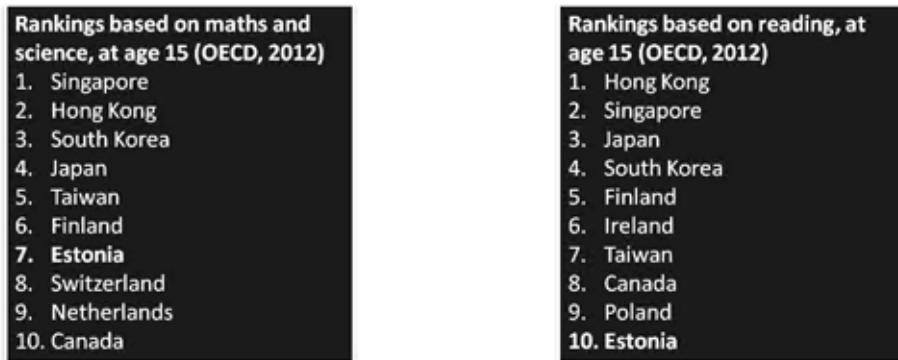 Rankings based on maths and
science, at age 15 (OECD, 2012)
1. Singapore
2. Hong Kong
3. South Korea
4. Japan
5. Taiwan
6. Finland
7. Estonia
8. Switzerland
9. Netherlands
10. Canada
Rankings based on reading, at
age 15 (OECD, 2012)
1. Hong Kong
2. Singapore
3. Japan
4. South Korea
5. Finland
6. Ireland
7. Taiwan
8. Canada
9. Poland
10. Estonia